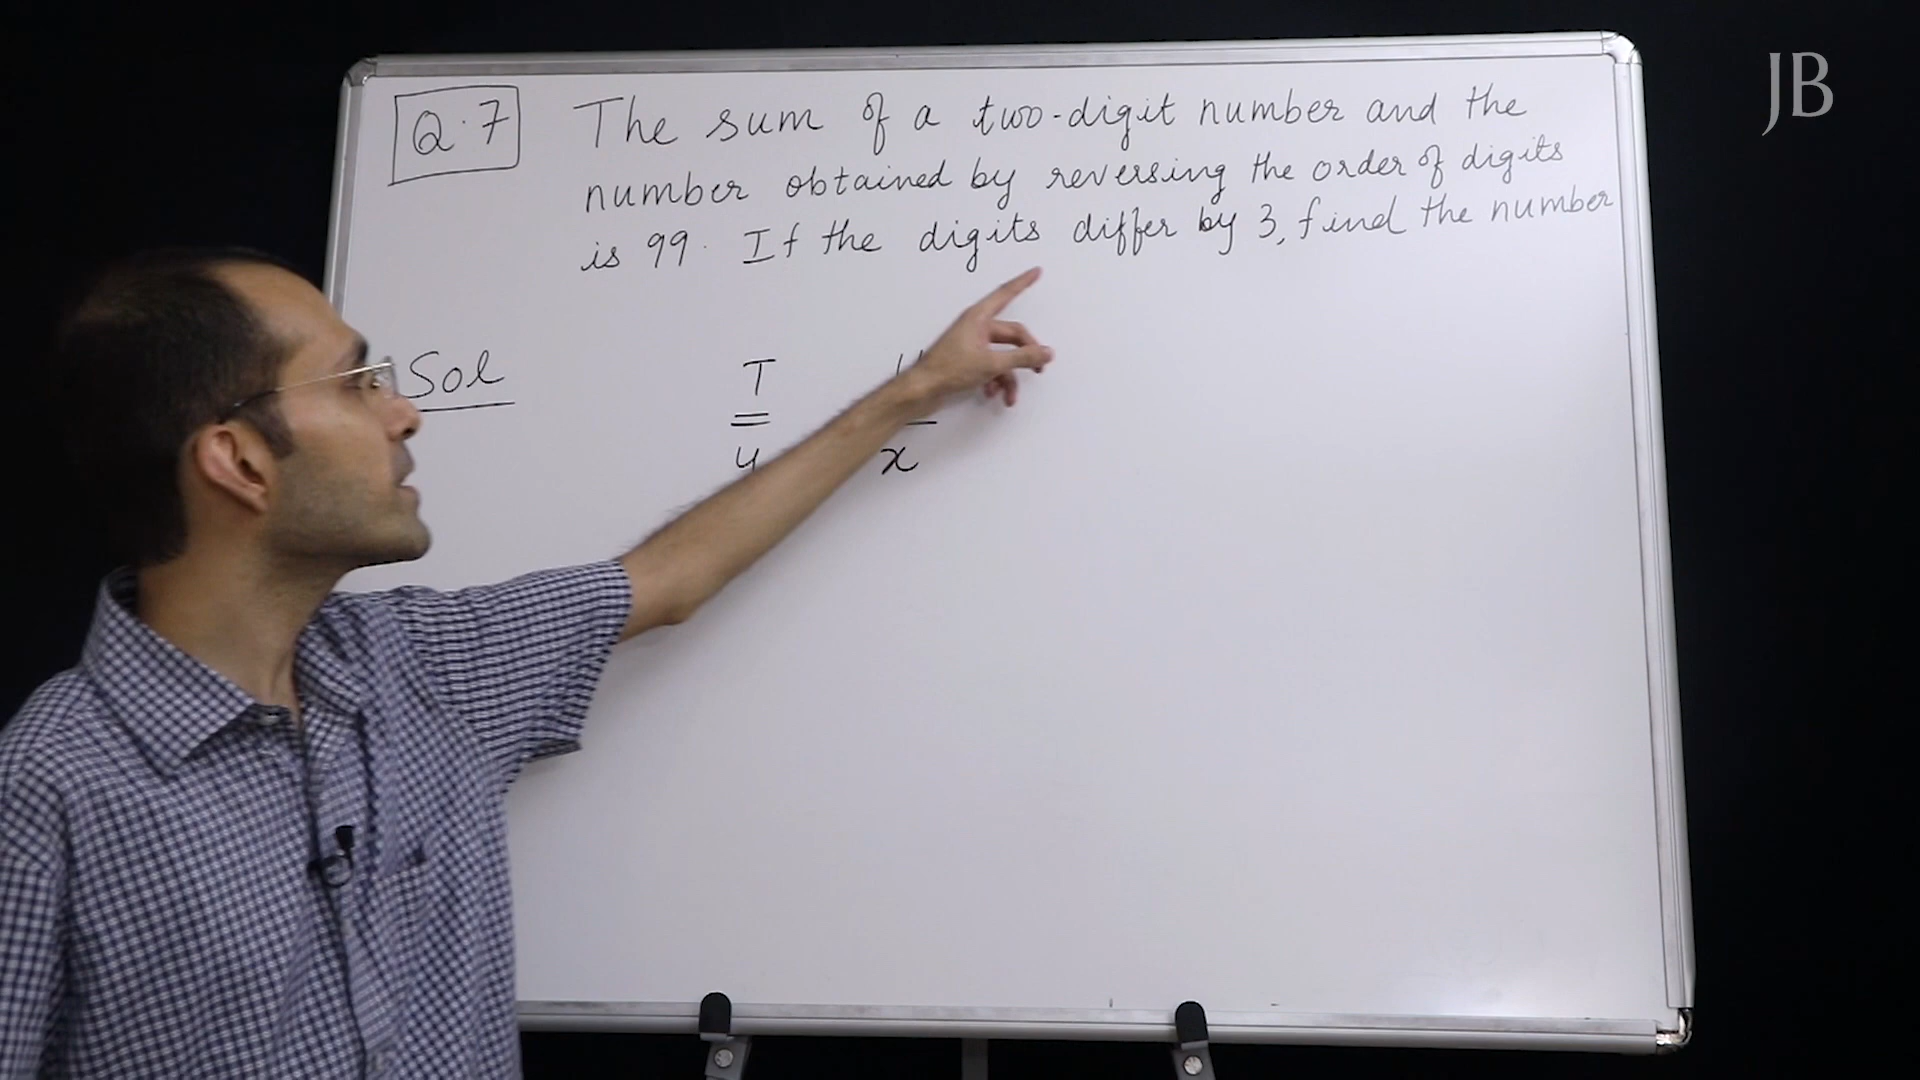 JB
Q.7 The sum of a two-digit number and the
number obtained by reversing the order of digits
is 99. If the digits differ by 3, find the number
Sol
T
y x